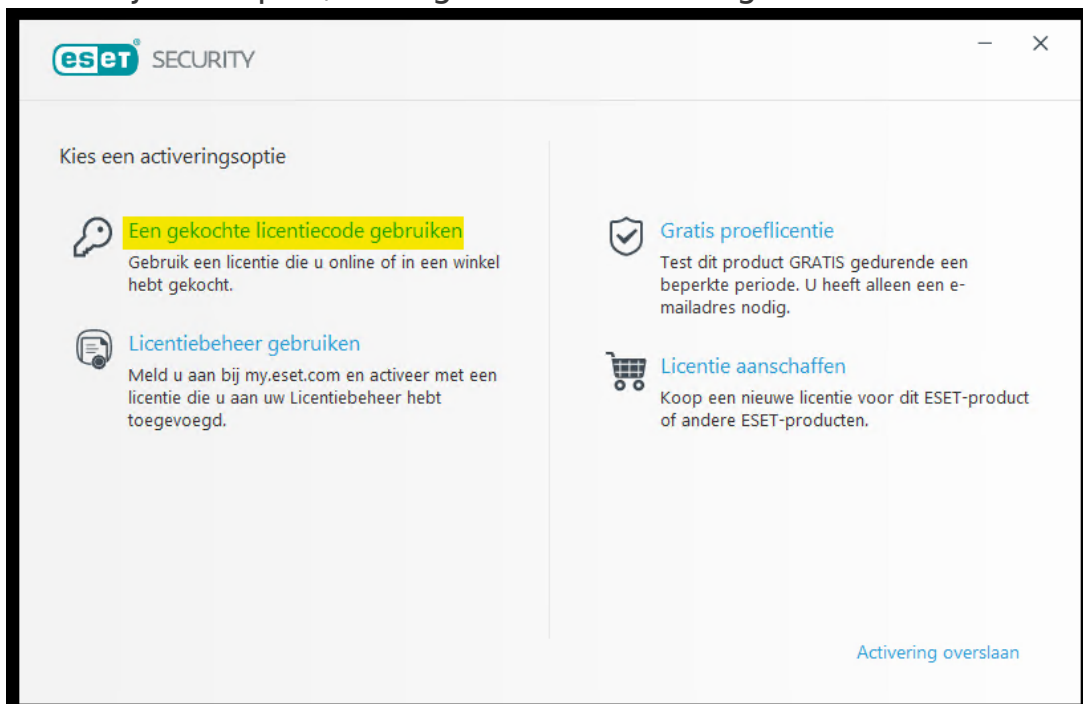 eset® SECURITY
Kies een activeringsoptie
Een gekochte licentiecode gebruiken
Gebruik een licentie die u online of in een winkel
hebt gekocht.
Licentiebeheer gebruiken
Meld u aan bij my.eset.com en activeer met een
licentie die u aan uw Licentiebeheer hebt
toegevoegd.
Gratis proeflicentie
Test dit product GRATIS gedurende een
beperkte periode. U heeft alleen een e-
mailadres nodig.
Licentie aanschaffen
Koop een nieuwe licentie voor dit ESET-product
of andere ESET-producten.
Activering overslaan